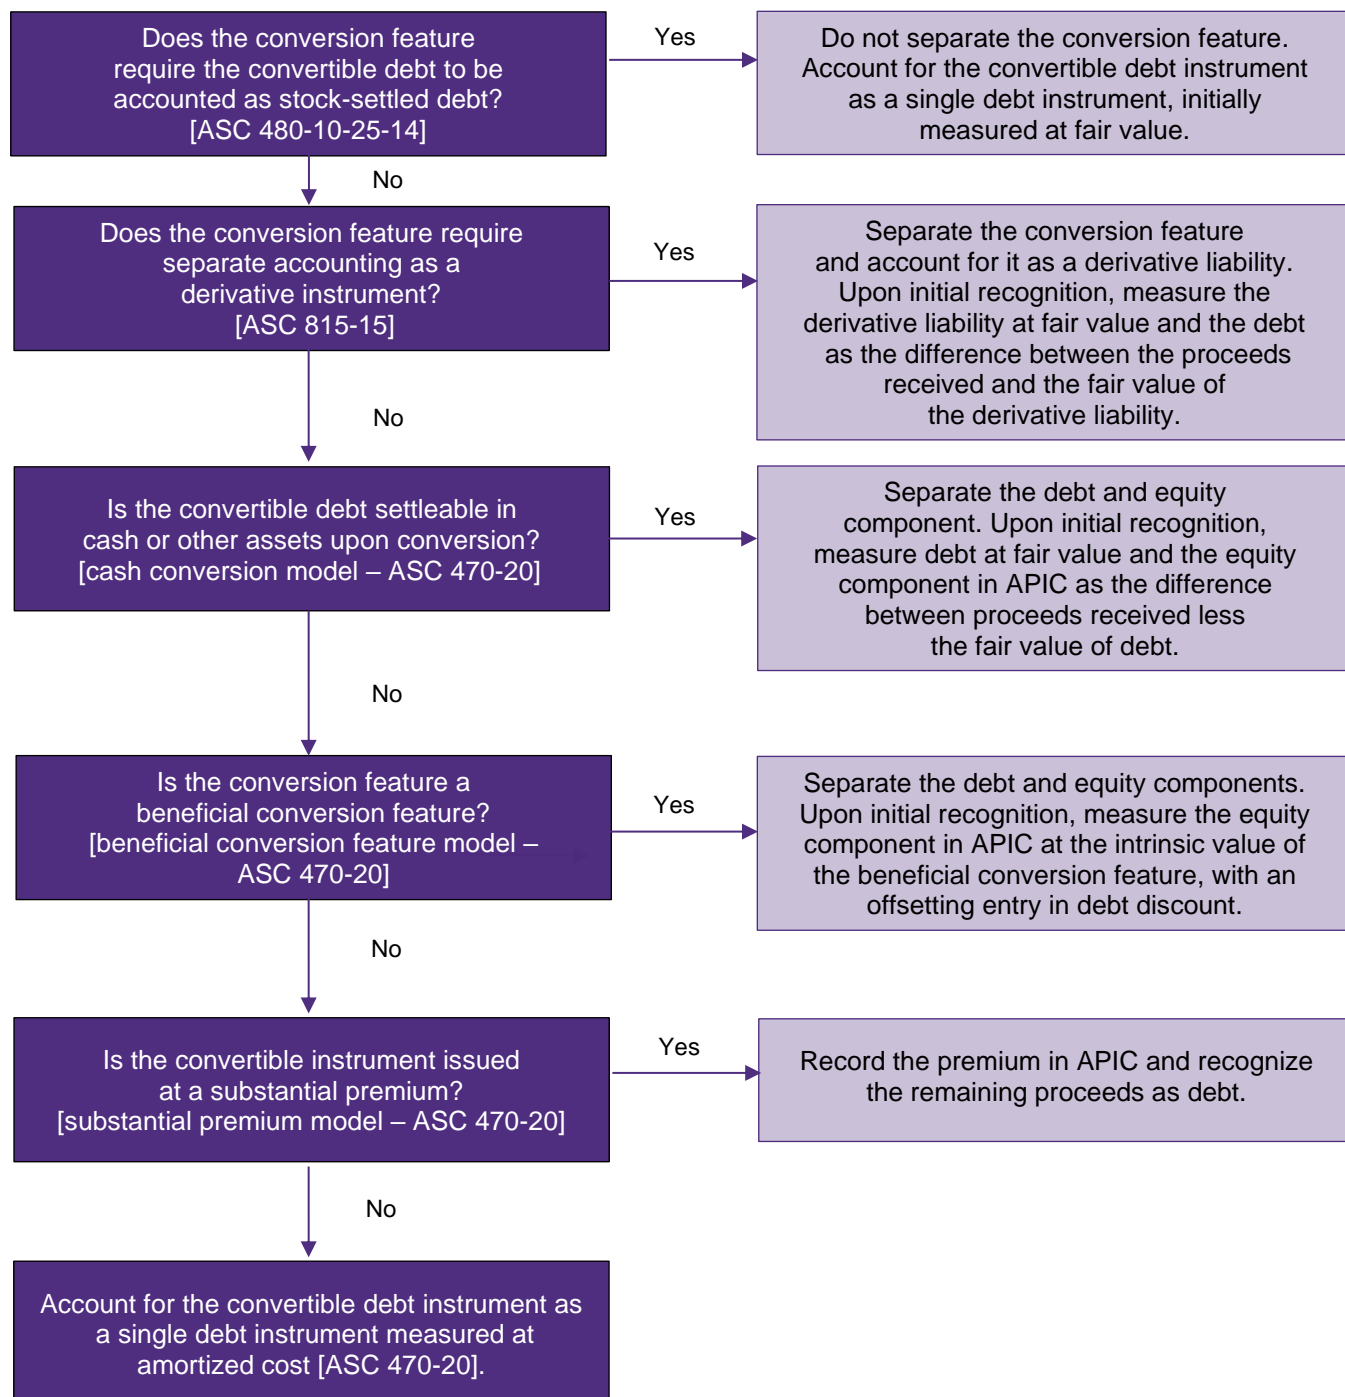 Does the conversion feature
require the convertible debt to be
accounted as stock-settled debt?
[ASC 480-10-25-14]
Yes
Do not separate the conversion feature.
Account for the convertible debt instrument
as a single debt instrument, initially
measured at fair value.
No
Does the conversion feature require
separate accounting as a
derivative instrument?
[ASC 815-15]
Yes
Separate the conversion feature
and account for it as a derivative liability.
Upon initial recognition, measure the
derivative liability at fair value and the debt
as the difference between the proceeds
received and the fair value of
the derivative liability.
No
Is the convertible debt settleable in
cash or other assets upon conversion?
[cash conversion model – ASC 470-20]
Yes
Separate the debt and equity
component. Upon initial recognition,
measure debt at fair value and the equity
component in APIC as the difference
between proceeds received less
the fair value of debt.
No
Is the conversion feature a
beneficial conversion feature?
[beneficial conversion feature model –
ASC 470-20]
Yes
Separate the debt and equity components.
Upon initial recognition, measure the equity
component in APIC at the intrinsic value of
the beneficial conversion feature, with an
offsetting entry in debt discount.
No
Is the convertible instrument issued
at a substantial premium?
[substantial premium model – ASC 470-20]
Yes
Record the premium in APIC and recognize
the remaining proceeds as debt.
No
Account for the convertible debt instrument as
a single debt instrument measured at
amortized cost [ASC 470-20].